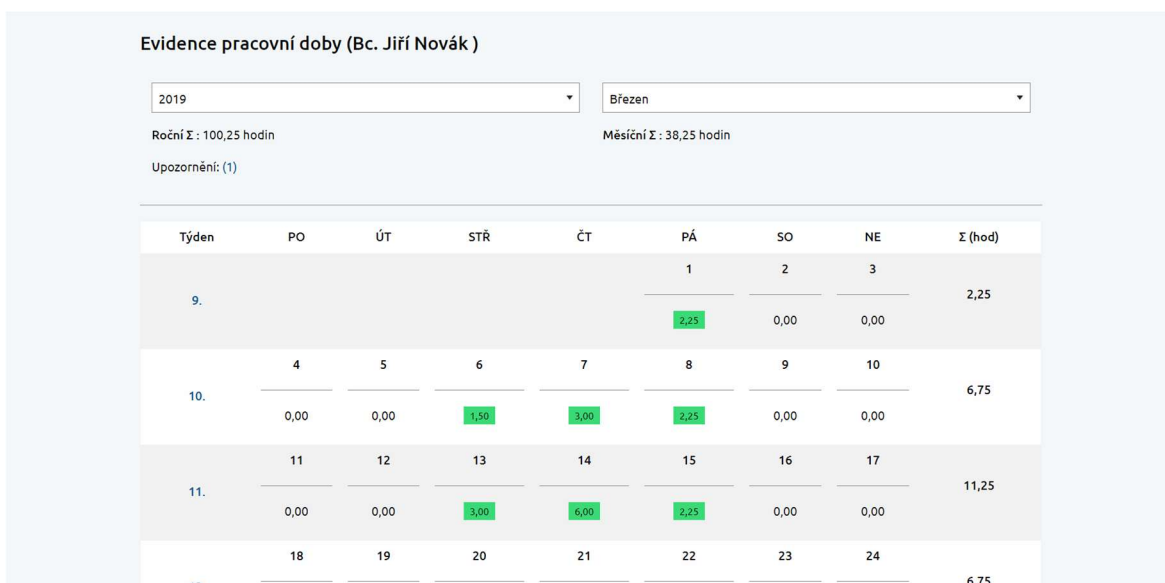 Evidence pracovní doby (Bc. Jiří Novák )
2019 Březen
Roční Σ : 100,25 hodin Měsíční Σ : 38,25 hodin
Upozornění: (1)
Týden PO ÚT STŘ ČT PÁ SO NE Σ (hod)
1 2 3
9. 2,25
2,25 0,00 0,00
4 5 6 7 8 9 10
10. 6,75
0,00 0,00 1,50 3,00 2,25 0,00 0,00
11 12 13 14 15 16 17
11. 11,25
0,00 0,00 3,00 6,00 2,25 0,00 0,00
18 19 20 21 22 23 24
6,75